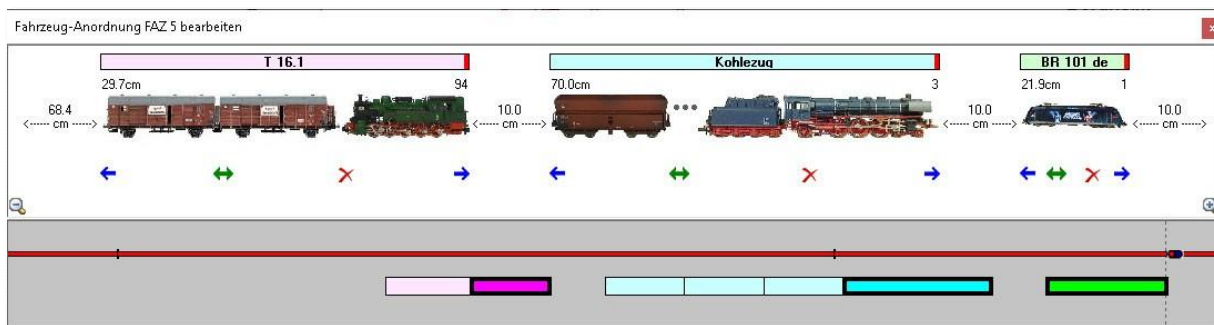 Fahrzeug-Anordnung FAZ 5 bearbeiten
T 16.1
Kohlezug
BR 101 de
29.7cm
94
70.0cm
3
21.9cm
1
68.4
cm
10.0
cm
10.0
cm
10.0
cm